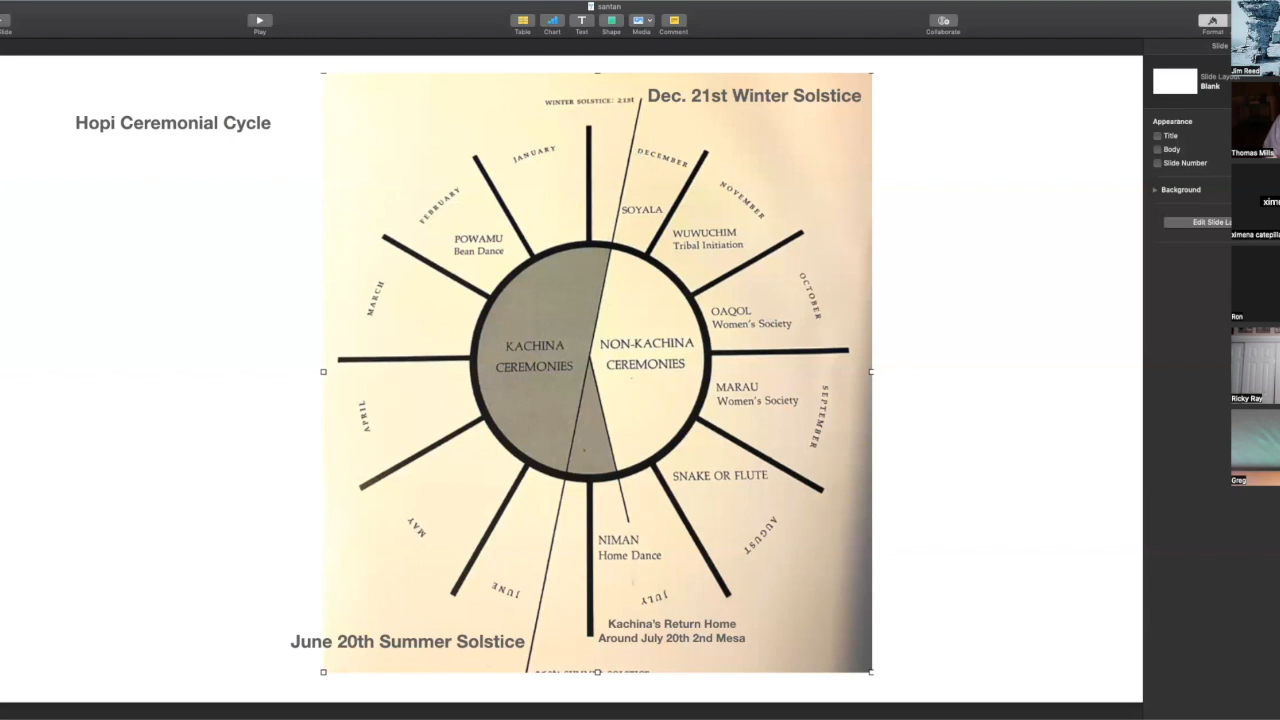 santan
Play
Table
Chart
Text
Shape
Media
Comment
Collaborate
Format
Slide
Jim Reed
Blank
Hopi Ceremonial Cycle
WINTER SOLSTICE: 21ST
Dec. 21st Winter Solstice
Appearance
Title
Body
Slide Number
Thomas Mills
Background
Edit Slide La
xim
ximena catepilla
JANUARY
DECEMBER
FEBRUARY
NOVEMBER
SOYALA
POWAMU
Bean Dance
WUWUCHIM
Tribal Initiation
MARCH
OCTOBER
OAQOL
Women's Society
Ron
KACHINA
CEREMONIES
NON-KACHINA
CEREMONIES
MARAU
Women's Society
Ricky Ray
APRIL
SEPTEMBER
SNAKE OR FLUTE
Greg
MAY
AUGUST
NIMAN
Home Dance
JUNE
JULY
Kachina's Return Home
Around July 20th 2nd Mesa
June 20th Summer Solstice